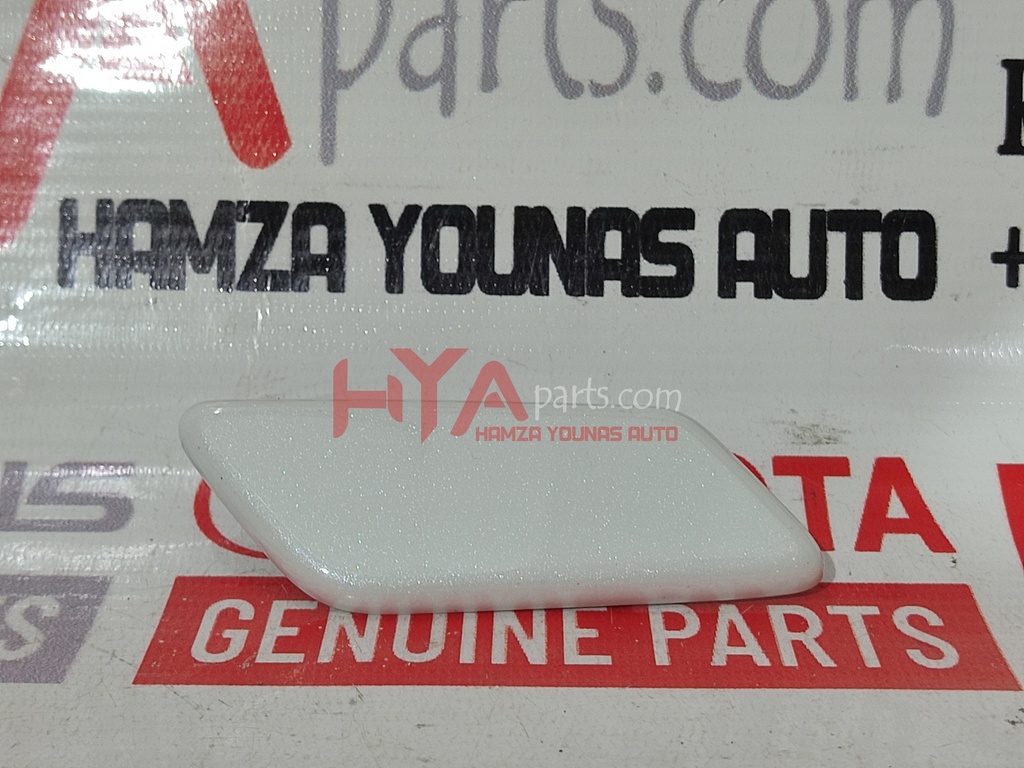 parts.com
HAMZA YOUNAS AUTO +
HYA parts.com
HAMZA YOUNAS AUTO
TA
GENUINE PARTS